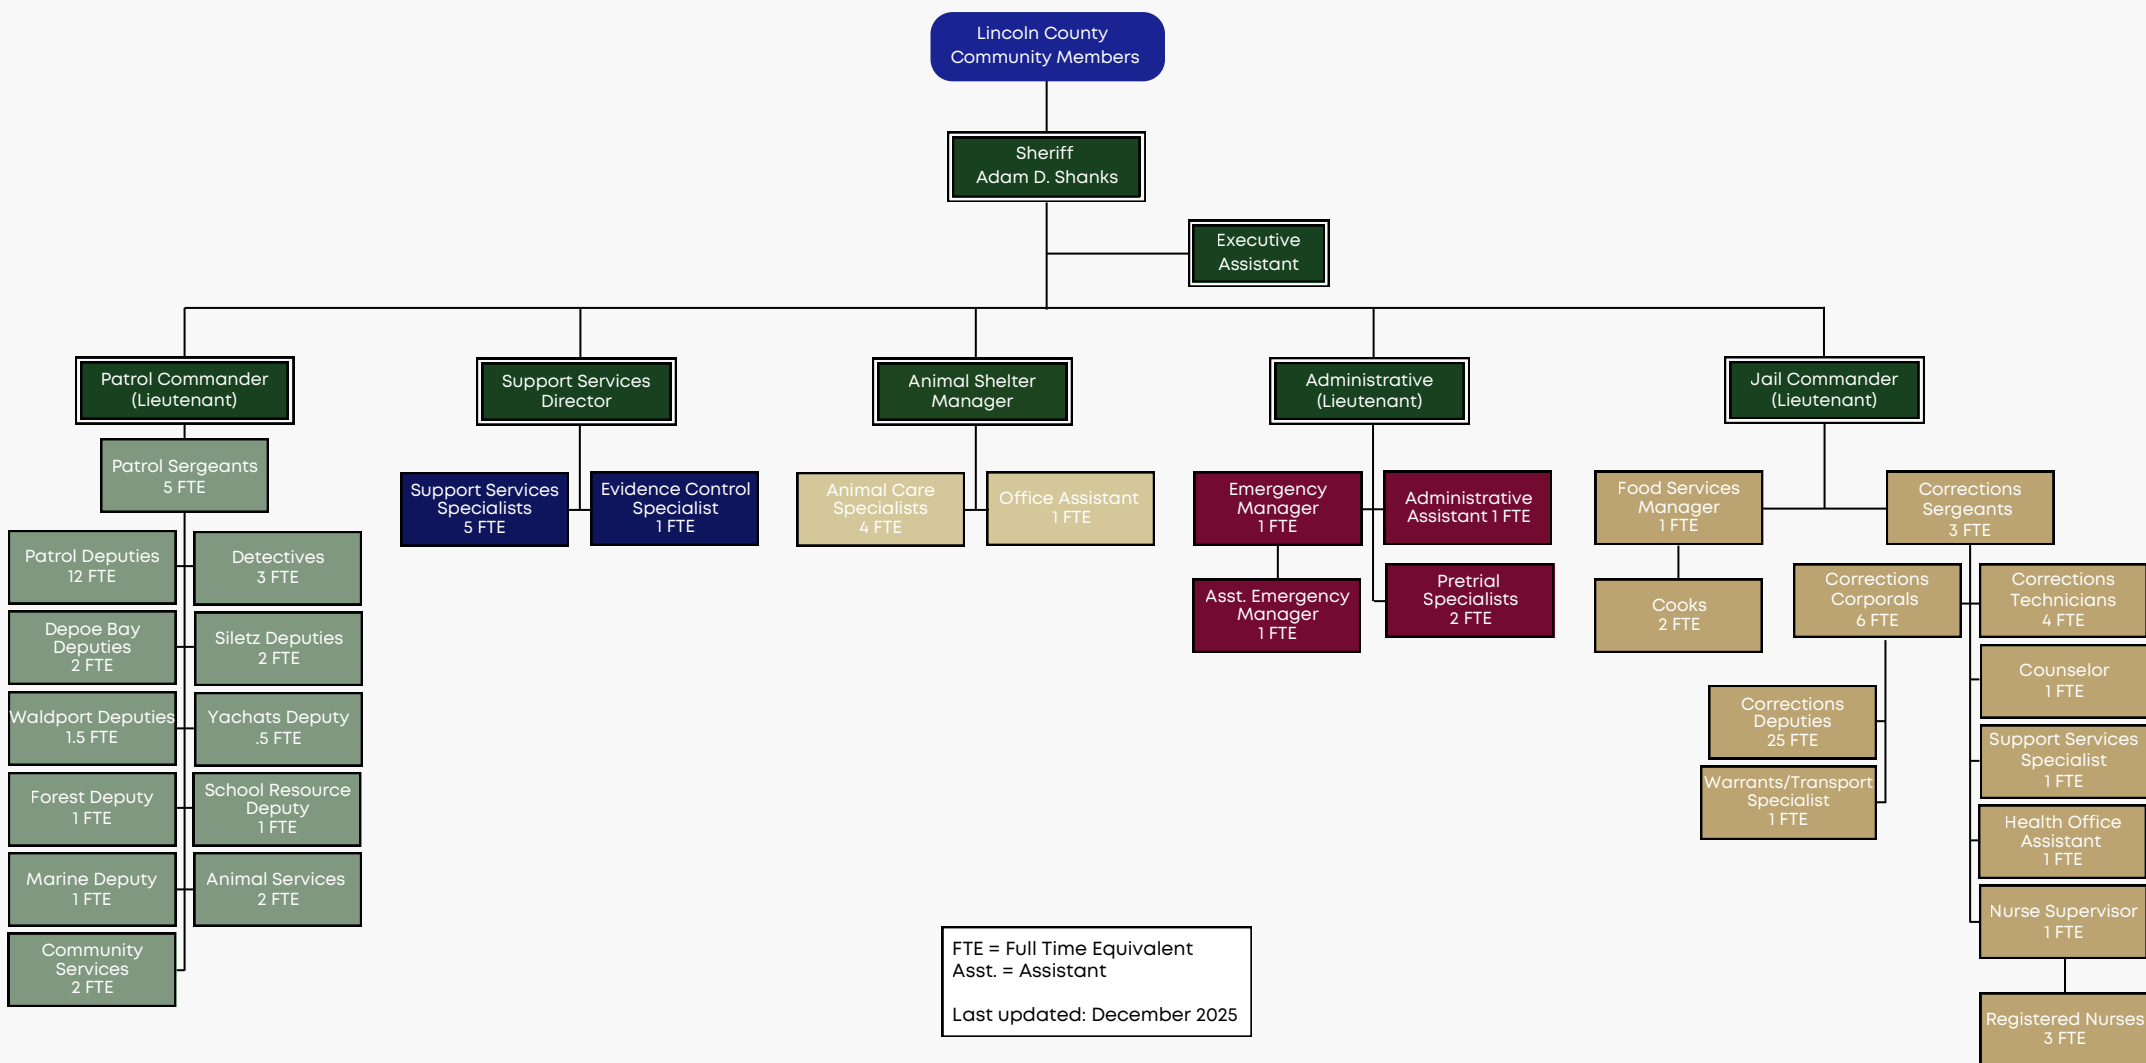 Lincoln County
Community Members
Sheriff
Adam D. Shanks
Executive
Assistant
Patrol Commander
(Lieutenant)
Support Services
Director
Animal Shelter
Manager
Administrative
(Lieutenant)
Jail Commander
(Lieutenant)
Patrol Sergeants
5 FTE
Patrol Deputies
12 FTE
Detectives
3 FTE
Depoe Bay
Deputies
2 FTE
Siletz Deputies
2 FTE
Waldport Deputies
1.5 FTE
Yachats Deputy
.5 FTE
Forest Deputy
1 FTE
School Resource
Deputy
1 FTE
Marine Deputy
1 FTE
Animal Services
2 FTE
Community
Services
2 FTE
Support Services
Specialists
5 FTE
Evidence Control
Specialist
1 FTE
Animal Care
Specialists
4 FTE
Office Assistant
1 FTE
Emergency
Manager
1 FTE
Administrative
Assistant 1 FTE
Asst. Emergency
Manager
1 FTE
Pretrial
Specialists
2 FTE
Food Services
Manager
1 FTE
Corrections
Sergeants
3 FTE
Cooks
2 FTE
Corrections
Corporals
6 FTE
Corrections
Technicians
4 FTE
Corrections
Deputies
25 FTE
Warrants/Transport
Specialist
1 FTE
Counselor
1 FTE
Support Services
Specialist
1 FTE
Health Office
Assistant
1 FTE
Nurse Supervisor
1 FTE
Registered Nurses
3 FTE
FTE = Full Time Equivalent
Asst. = Assistant
Last updated: December 2025